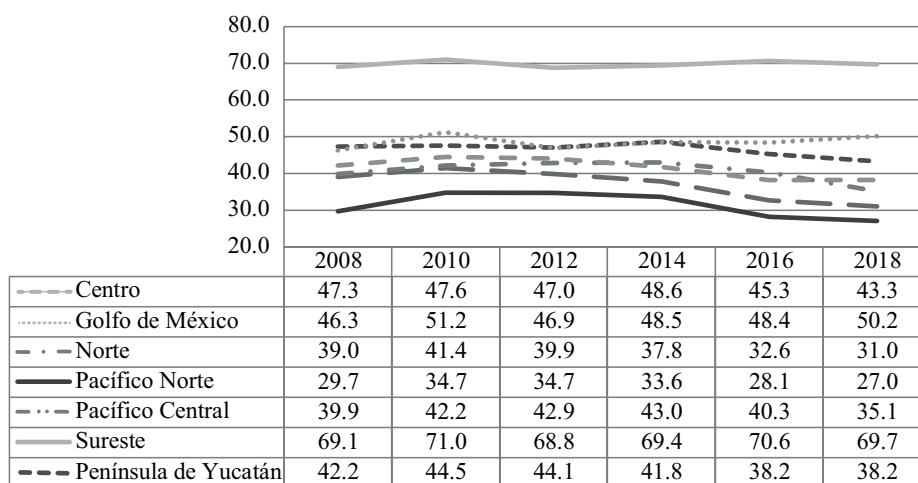 80.0
70.0
60.0
50.0
40.0
30.0
20.0
2008 2010 2012 2014 2016 2018
Centro 47.3 47.6 47.0 48.6 45.3 43.3
Golfo de México 46.3 51.2 46.9 48.5 48.4 50.2
Norte 39.0 41.4 39.9 37.8 32.6 31.0
Pacífico Norte 29.7 34.7 34.7 33.6 28.1 27.0
Pacífico Central 39.9 42.2 42.9 43.0 40.3 35.1
Sureste 69.1 71.0 68.8 69.4 70.6 69.7
Península de Yucatán 42.2 44.5 44.1 41.8 38.2 38.2